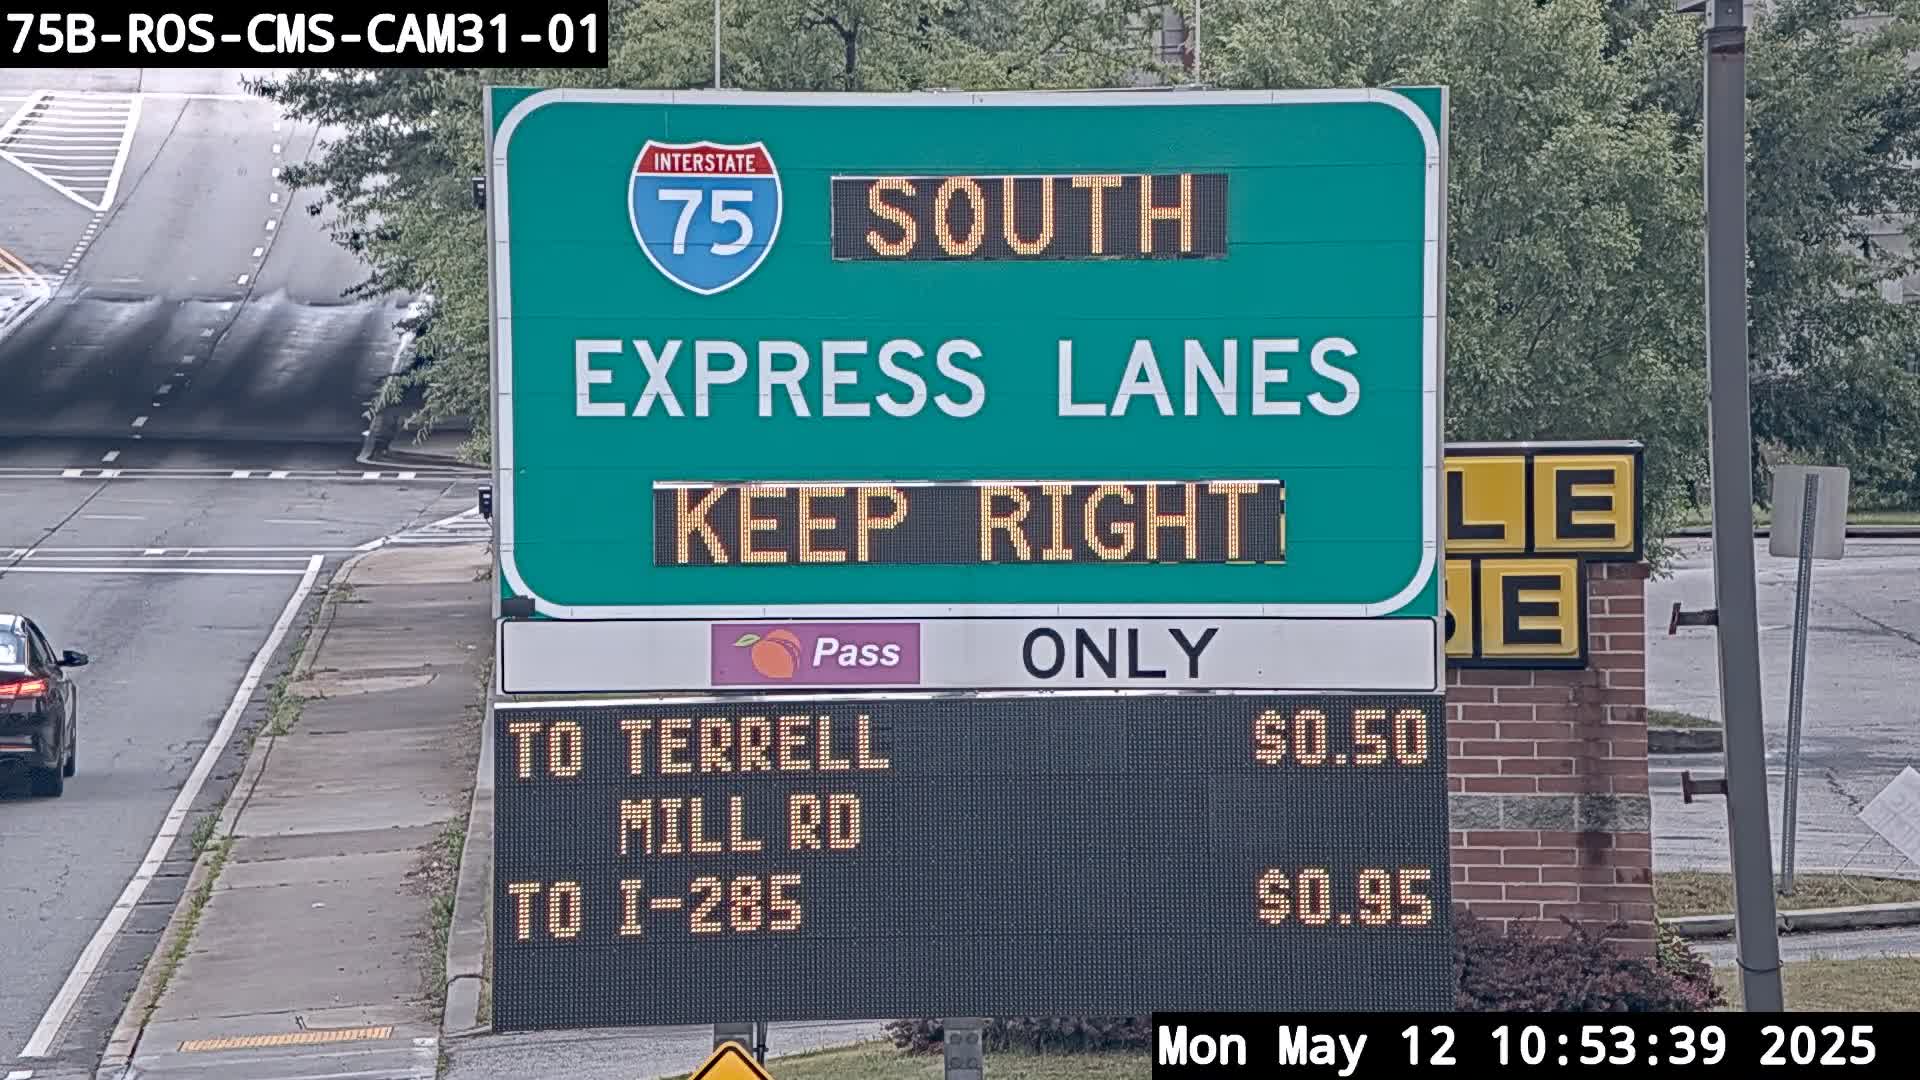 75B-ROS-CMS-CAM31-01
INTERSTATE
75
SOUTH
EXPRESS LANES
KEEP RIGHT
LE
E
Pass ONLY
TO TERRELL $0.50
MILL RD
TO I-285 $0.95
Mon May 12 10:53:39 2025